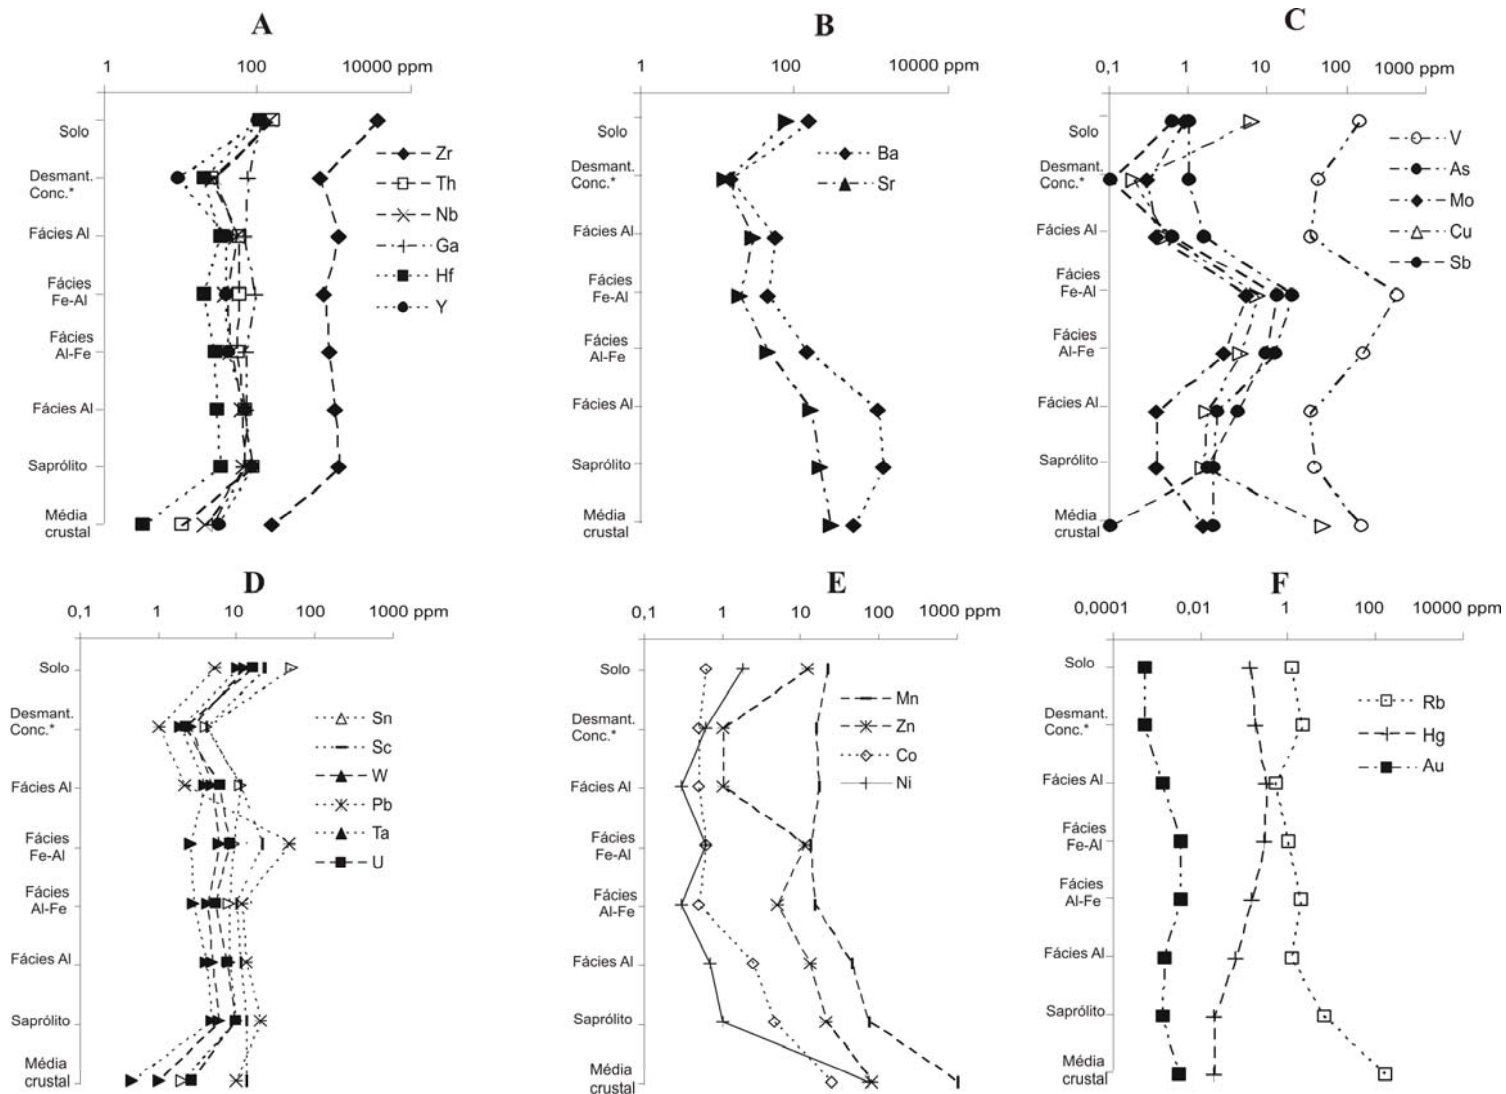 A
1 100 10000 ppm
Solo
Desmant.
Conc.*
Fácies Al
Fácies
Fe-Al
Fácies
Al-Fe
Fácies Al
Saprólito
Média
crustal
Zr
Th
Nb
Ga
Hf
Y
B
1 100 10000 ppm
Solo
Desmant.
Conc.*
Fácies Al
Fácies
Fe-Al
Fácies
Al-Fe
Fácies Al
Saprólito
Média
crustal
Ba
Sr
C
0,1 1 10 100 1000 ppm
Solo
Desmant.
Conc.*
Fácies Al
Fácies
Fe-Al
Fácies
Al-Fe
Fácies Al
Saprólito
Média
crustal
V
As
Mo
Cu
Sb
D
0,1 1 10 100 1000 ppm
Solo
Desmant.
Conc.*
Fácies Al
Fácies
Fe-Al
Fácies
Al-Fe
Fácies Al
Saprólito
Média
crustal
Sn
Sc
W
Pb
Ta
U
E
0,1 1 10 100 1000 ppm
Solo
Desmant.
Conc.*
Fácies Al
Fácies
Fe-Al
Fácies
Al-Fe
Fácies Al
Saprólito
Média
crustal
Mn
Zn
Co
Ni
F
0,0001 0,01 1 100 10000 ppm
Solo
Desmant.
Conc.*
Fácies Al
Fácies
Fe-Al
Fácies
Al-Fe
Fácies Al
Saprólito
Média
crustal
Rb
Hg
Au